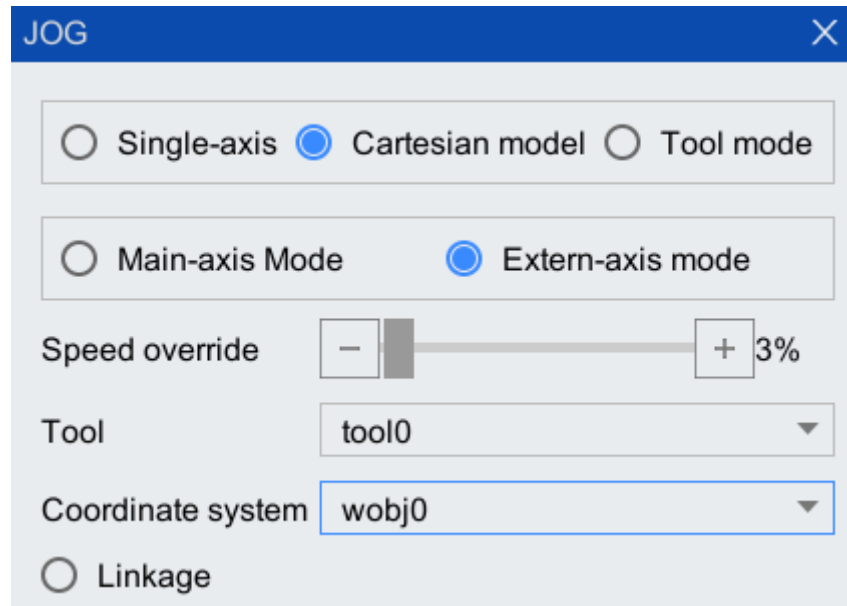 JOG
Single-axis Cartesian model Tool mode
Main-axis Mode Extern-axis mode
Speed override 3%
Tool tool0
Coordinate system wobj0
Linkage